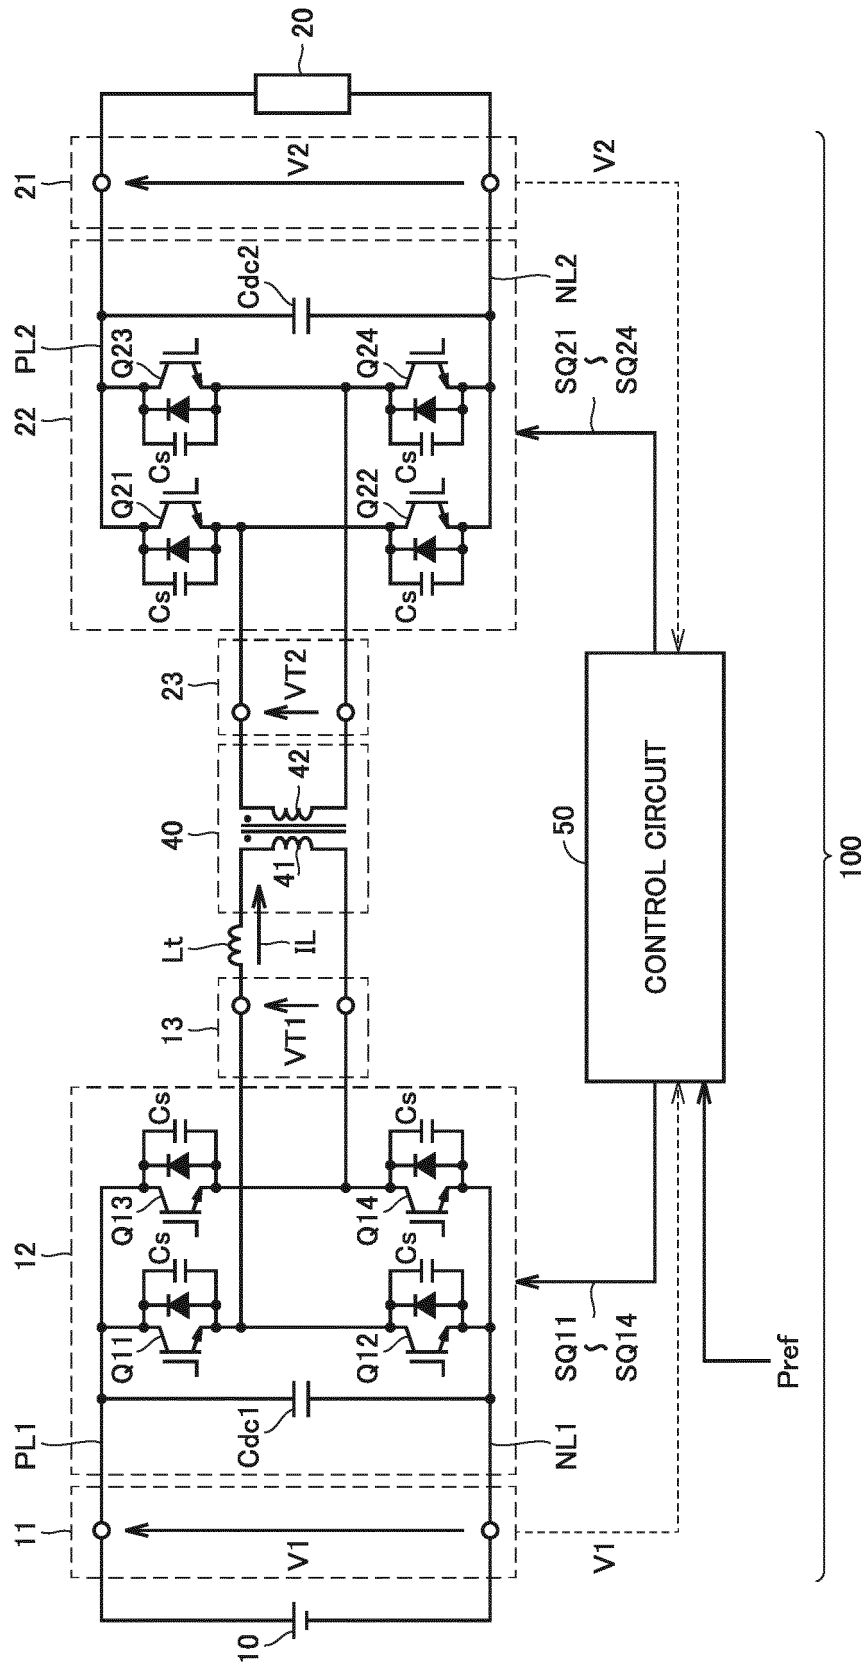 11
12
13
Lt
40
23
22
21
20
PL1
PL2
Q11
Cs
Q13
Cs
Cs
Q21
Cs
Q23
10
V1
Cdc1
VT1
IL
41
42
VT2
Cdc2
V2
Q12
Cs
Q14
Cs
Cs
Q22
Cs
Q24
NL1
NL2
V1
SQ11
~
SQ14
50
SQ21
~
SQ24
V2
CONTROL CIRCUIT
Pref
100